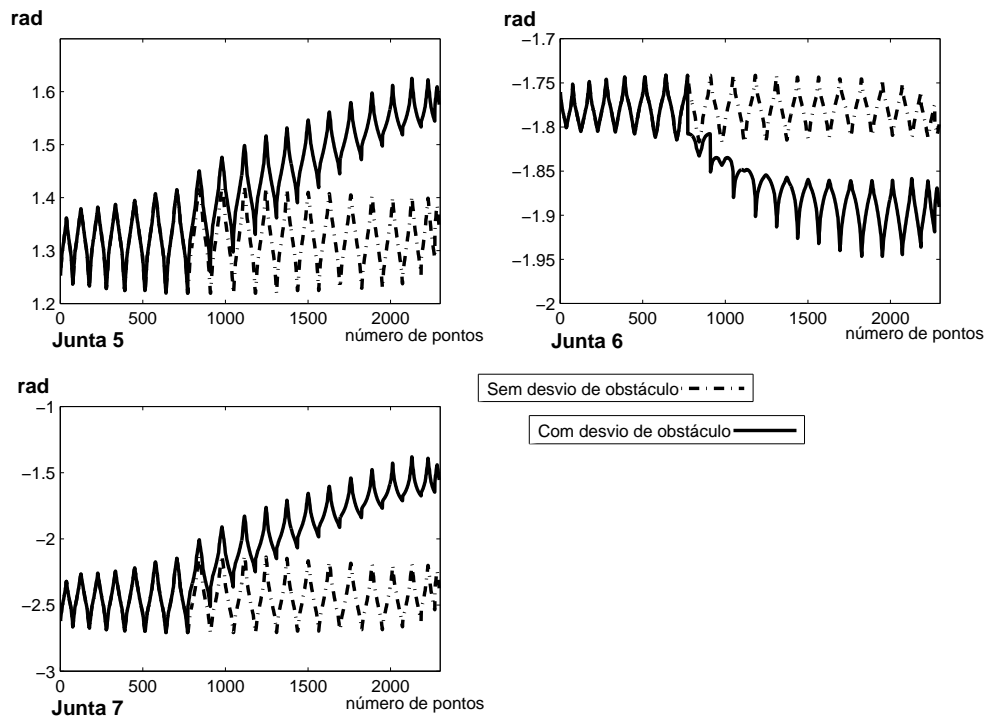 rad
1.6
1.5
1.4
1.3
1.2
0 500 1000 1500 2000
número de pontos
Junta 5
rad
−1.7
−1.75
−1.8
−1.85
−1.9
−1.95
−2
0 500 1000 1500 2000
número de pontos
Junta 6
rad
−1
−1.5
−2
−2.5
−3
0 500 1000 1500 2000
número de pontos
Junta 7
Sem desvio de obstáculo
Com desvio de obstáculo